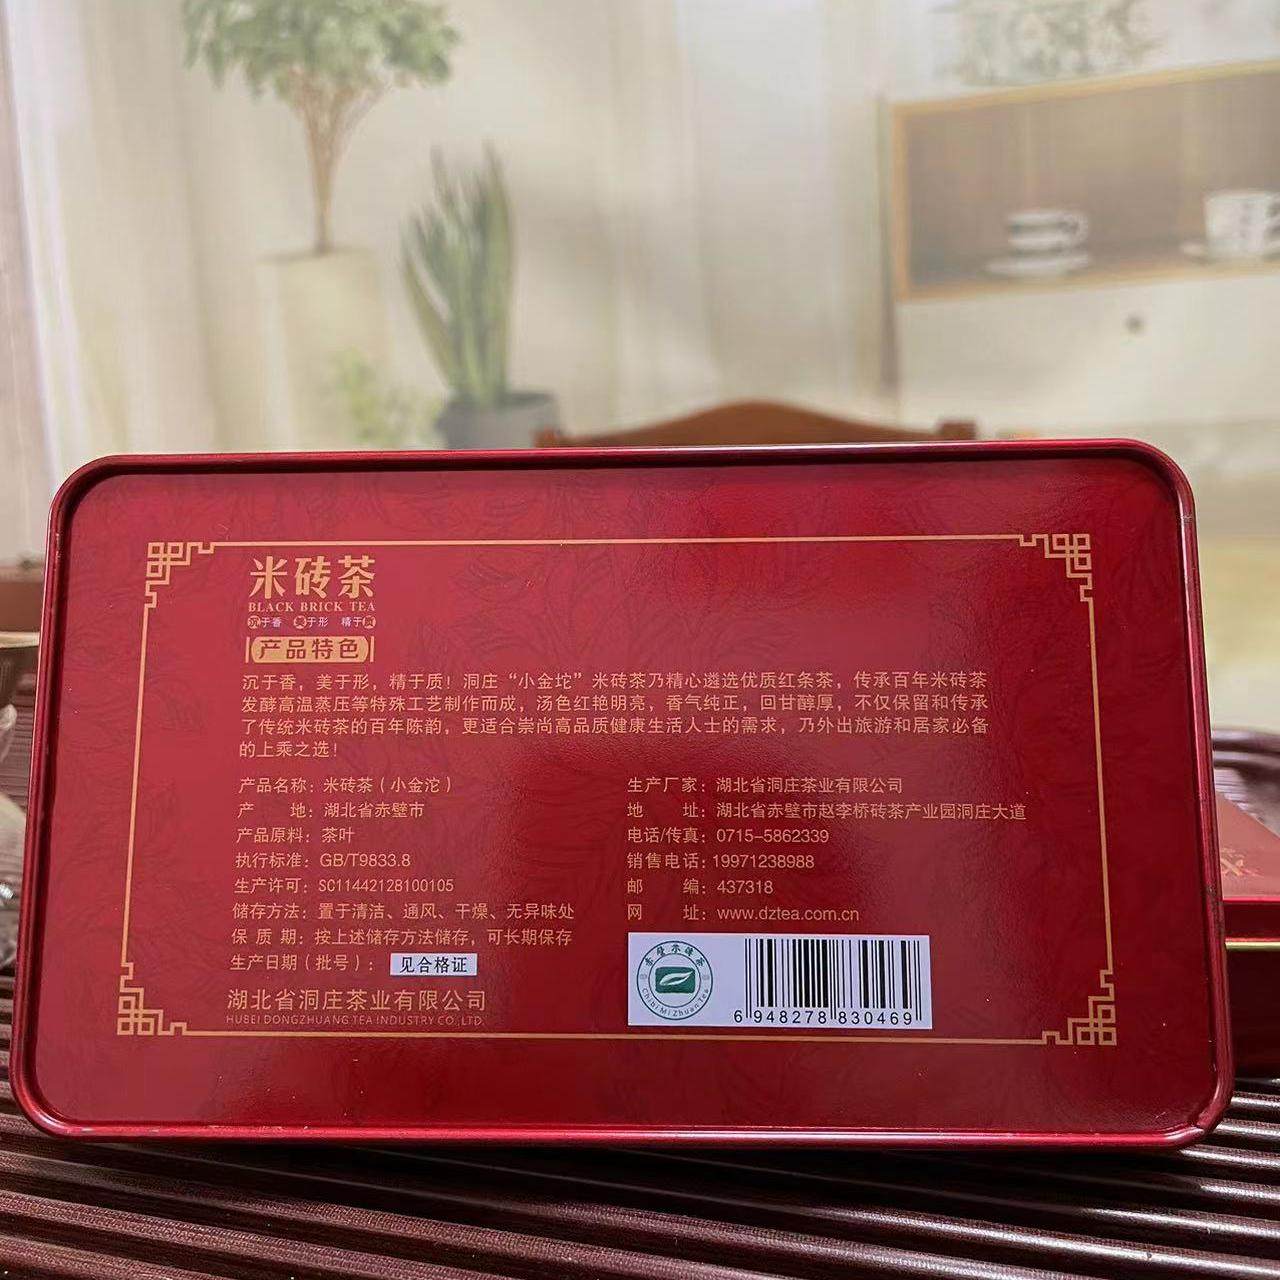 米砖茶
BLACK BRICK TEA
沉于香 美于形 精于质
产品特色
沉于香，美于形，精于质！洞庄“小金坨”米砖茶乃精心遴选优质红条茶，传承百年米砖茶
发酵高温蒸压等特殊工艺制作而成，汤色红艳明亮，香气纯正，回甘醇厚，不仅保留和传承
了传统米砖茶的百年陈韵，更适合崇尚高品质健康生活人士的需求，乃外出旅游和居家必备
的上乘之选！
产品名称：米砖茶（小金沱）
产 地：湖北省赤壁市
产品原料：茶叶
执行标准：GB/T9833.8
生产许可：SC11442128100105
储存方法：置于清洁、通风、干燥、无异味处
保 质 期：按上述储存方法储存，可长期保存
生产日期（批号）：见合格证
湖北省洞庄茶业有限公司
HUBEI DONGZHUANG TEA INDUSTRY CO.,LTD.
生产厂家：湖北省洞庄茶业有限公司
地 址：湖北省赤壁市赵李桥砖茶产业园洞庄大道
电话/传真：0715-5862339
销售电话：19971238988
邮 编：437318
网 址：www.dztea.com.cn
赤壁米砖茶
Chibi Mi Zhuan Tea
6 948278 830469